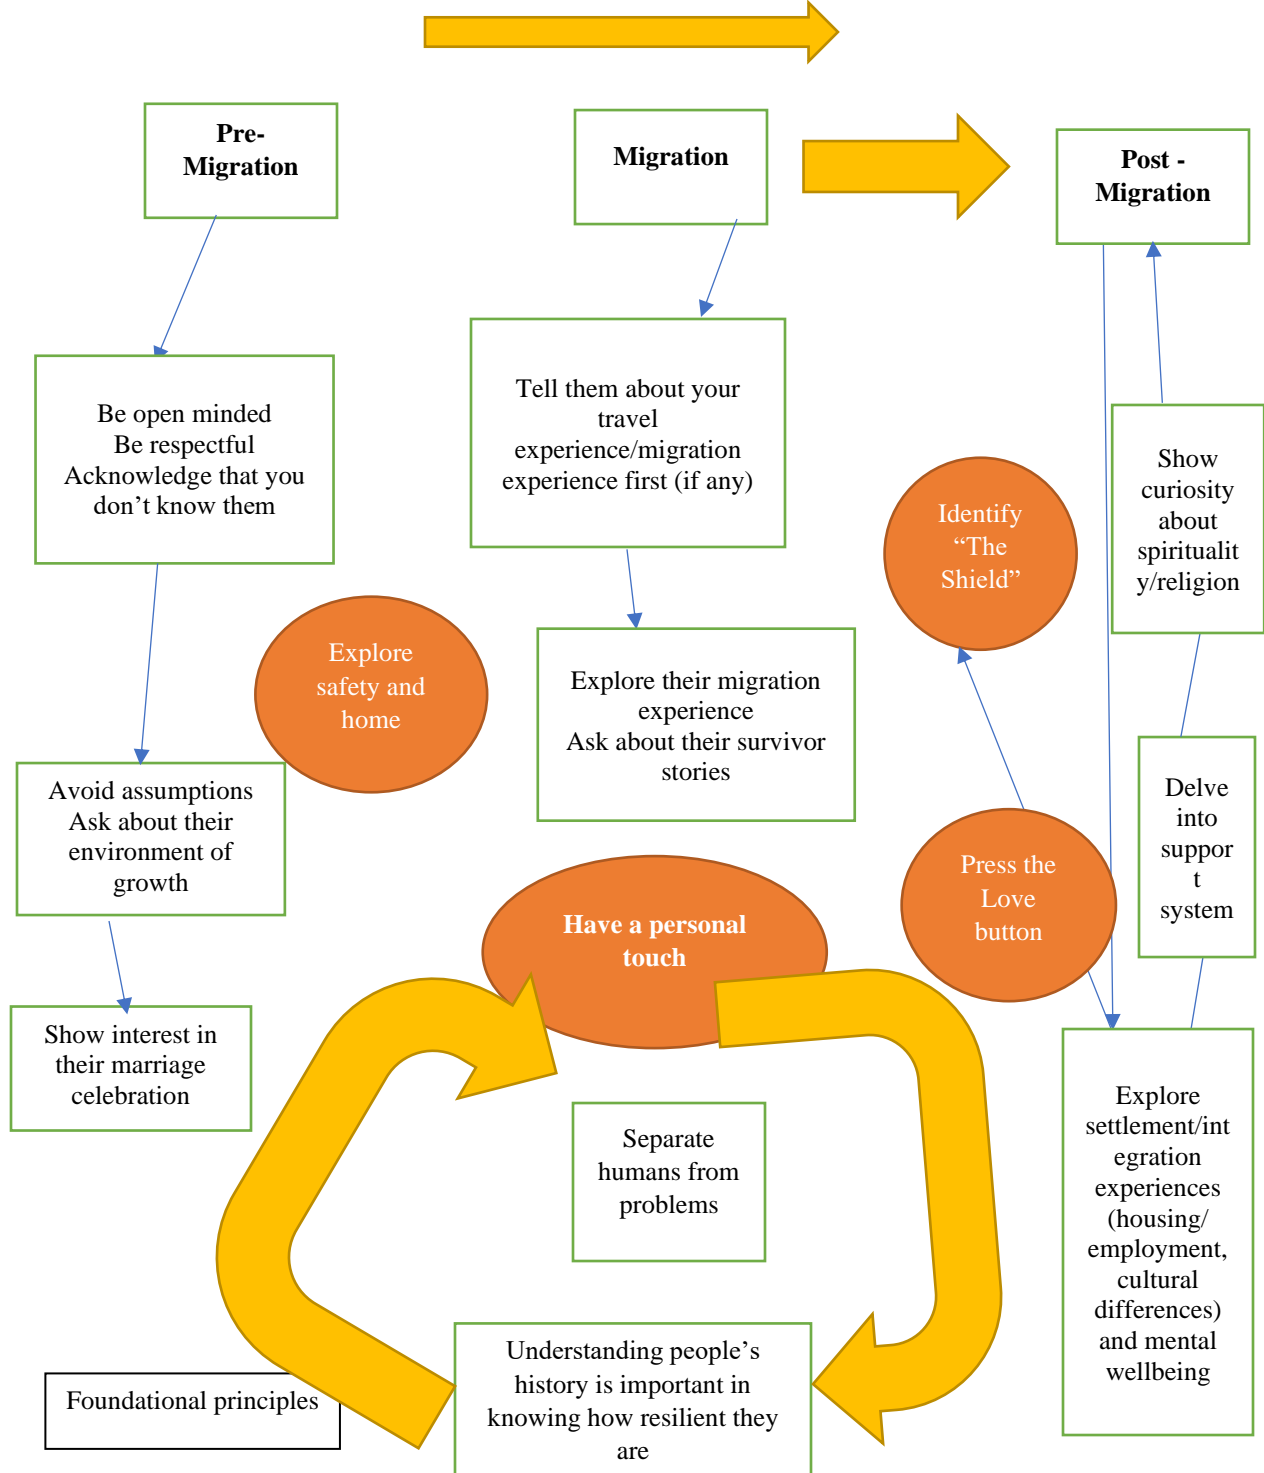 Pre-
Migration
Migration
Post -
Migration
Be open minded
Be respectful
Acknowledge that you
don’t know them
Tell them about your
travel
experience/migration
experience first (if any)
Show
curiosity
about
spiritualit
y/religion
Identify
“The
Shield”
Explore
safety and
home
Explore their migration
experience
Ask about their survivor
stories
Avoid assumptions
Ask about their
environment of
growth
Delve
into
suppor
t
system
Press the
Love
button
Have a personal
touch
Show interest in
their marriage
celebration
Separate
humans from
problems
Explore
settlement/int
egration
experiences
(housing/
employment,
cultural
differences)
and mental
wellbeing
Foundational principles
Understanding people’s
history is important in
knowing how resilient they
are